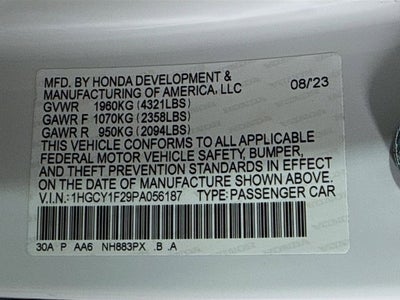 MFD. BY HONDA DEVELOPMENT &
MANUFACTURING OF AMERICA, LLC 08/23
GVWR 1960KG (4321LBS)
GAWR F 1070KG (2358LBS)
GAWR R 950KG (2094LBS)
THIS VEHICLE CONFORMS TO ALL APPLICABLE
FEDERAL MOTOR VEHICLE SAFETY, BUMPER,
AND THEFT PREVENTION STANDARDS IN EFFECT
ON THE DATE OF MANUFACTURE SHOWN ABOVE.
V.I.N.: 1HGCY1F29PA056187 TYPE: PASSENGER CAR
30A P AA6 NH883PX .B .A